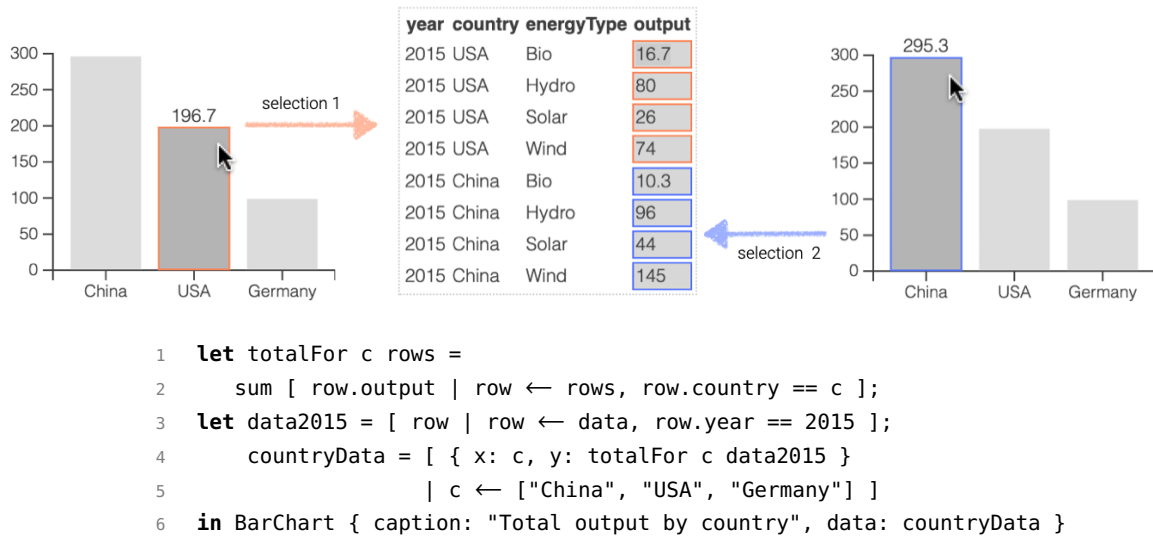 300
250
200
150
100
50
0
196.7
China USA Germany
selection 1
year country energyType output
2015 USA Bio 16.7
2015 USA Hydro 80
2015 USA Solar 26
2015 USA Wind 74
2015 China Bio 10.3
2015 China Hydro 96
2015 China Solar 44
2015 China Wind 145
selection 2
295.3
300
250
200
150
100
50
0
China USA Germany
1 let totalFor c rows =
2 sum [ row.output | row ⟵ rows, row.country == c ];
3 let data2015 = [ row | row ⟵ data, row.year == 2015 ];
4 countryData = [ { x: c, y: totalFor c data2015 }
5 | c ⟵ ["China", "USA", "Germany"] ]
6 in BarChart { caption: "Total output by country", data: countryData }